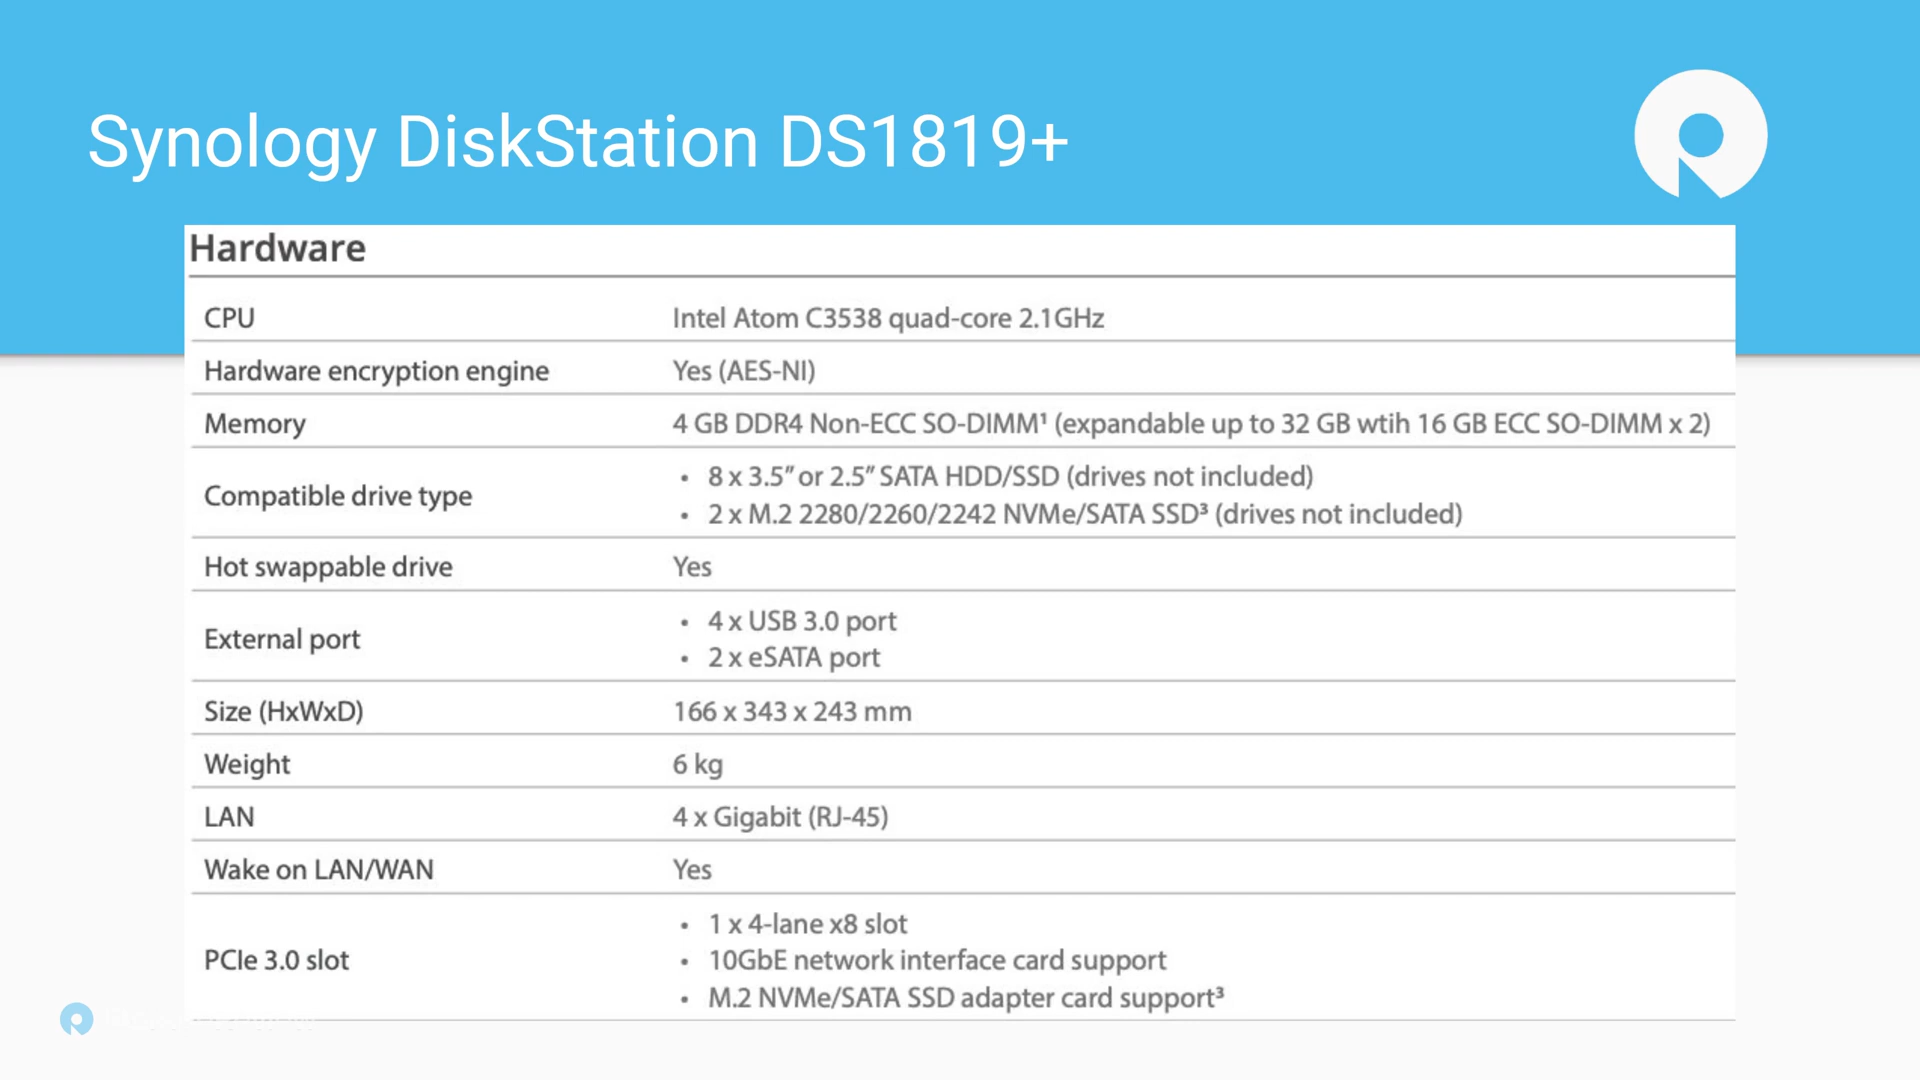 Synology DiskStation DS1819+
Hardware
CPU Intel Atom C3538 quad-core 2.1GHz
Hardware encryption engine Yes (AES-NI)
Memory 4 GB DDR4 Non-ECC SO-DIMM¹ (expandable up to 32 GB wtih 16 GB ECC SO-DIMM x 2)
Compatible drive type
• 8 x 3.5” or 2.5” SATA HDD/SSD (drives not included)
• 2 x M.2 2280/2260/2242 NVMe/SATA SSD³ (drives not included)
Hot swappable drive Yes
External port
• 4 x USB 3.0 port
• 2 x eSATA port
Size (HxWxD) 166 x 343 x 243 mm
Weight 6 kg
LAN 4 x Gigabit (RJ-45)
Wake on LAN/WAN Yes
PCIe 3.0 slot
• 1 x 4-lane x8 slot
• 10GbE network interface card support
• M.2 NVMe/SATA SSD adapter card support³